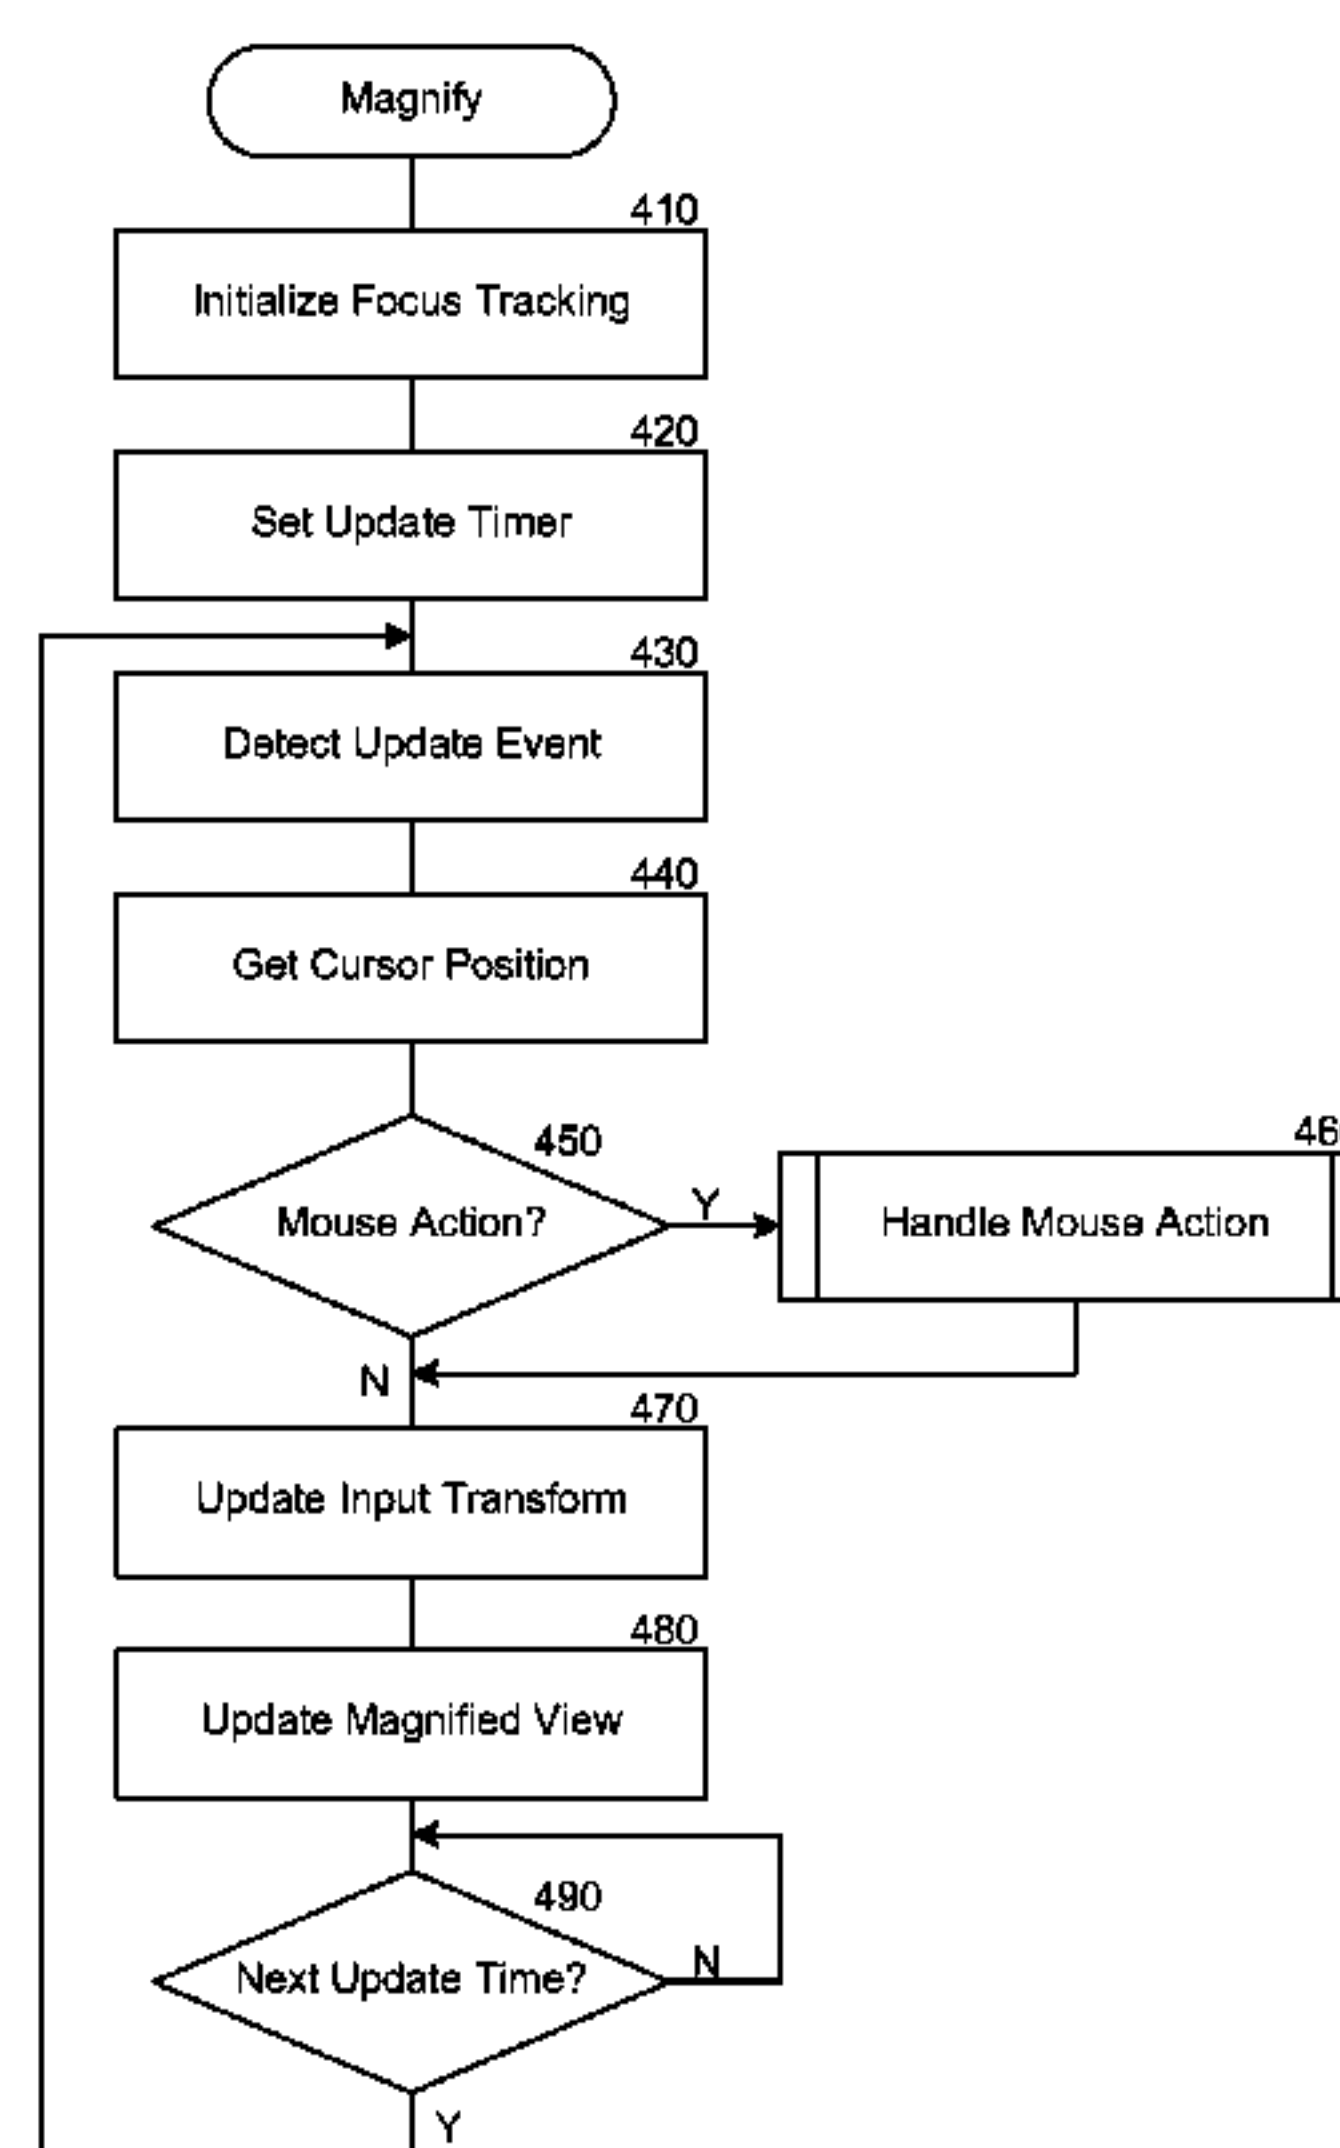 Magnify
410
Initialize Focus Tracking
420
Set Update Timer
430
Detect Update Event
440
Get Cursor Position
450
Mouse Action?
Y
Handle Mouse Action
N
470
Update Input Transform
480
Update Magnified View
490
Next Update Time?
N
Y